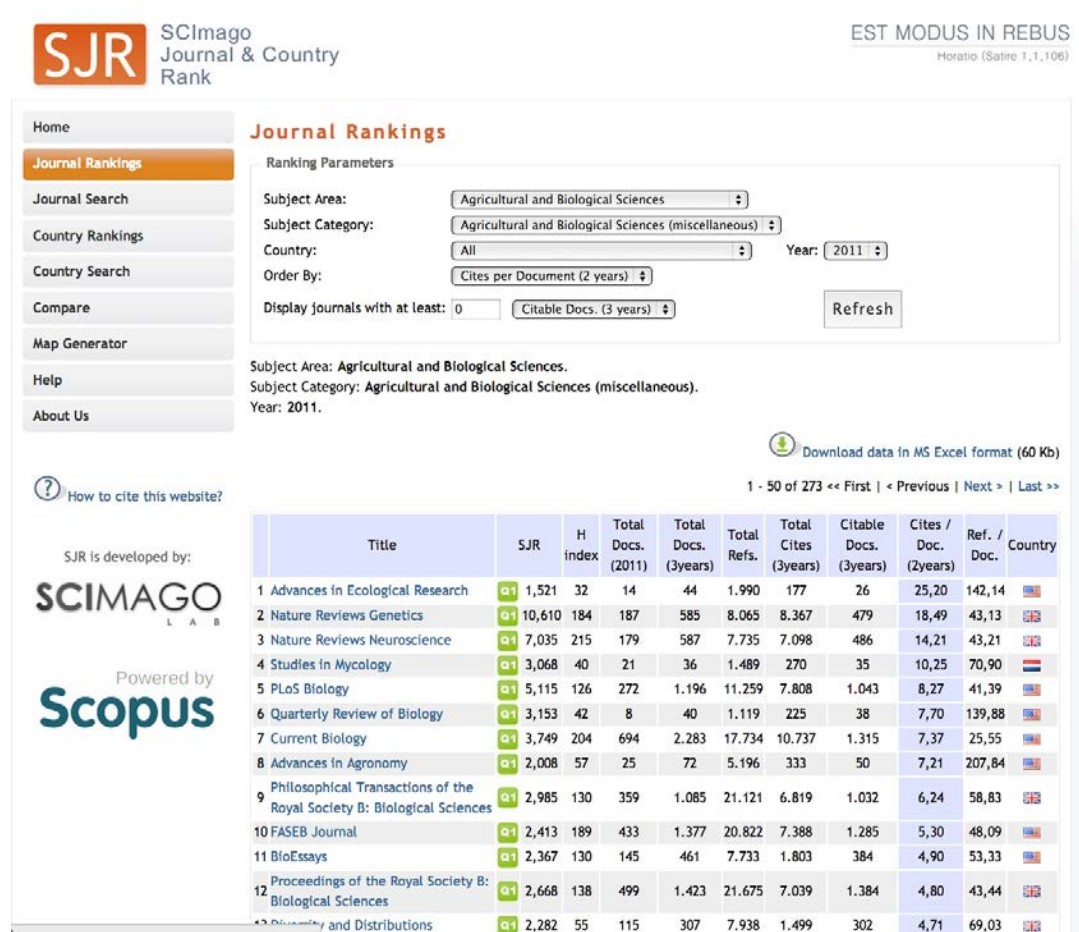 SJR
SCImago
Journal & Country
Rank
EST MODUS IN REBUS
Horatio (Satire 1,1,106)
Home
Journal Rankings
Journal Search
Country Rankings
Country Search
Compare
Map Generator
Help
About Us
How to cite this website?
SJR is developed by:
SCIMAGO
LAB
Powered by
Scopus
Journal Rankings
Ranking Parameters
Subject Area: Agricultural and Biological Sciences
Subject Category: Agricultural and Biological Sciences (miscellaneous)
Country: All Year: 2011
Order By: Cites per Document (2 years)
Display journals with at least: 0 Citable Docs. (3 years) Refresh
Subject Area: Agricultural and Biological Sciences.
Subject Category: Agricultural and Biological Sciences (miscellaneous).
Year: 2011.
Download data in MS Excel format (60 Kb)
1 - 50 of 273 << First | < Previous | Next > | Last >>
Title SJR H index Total Docs. (2011) Total Docs. (3years) Total Refs. Total Cites (3years) Citable Docs. (3years) Cites / Doc. (2years) Ref. / Doc. Country
1 Advances in Ecological Research Q1 1,521 32 14 44 1.990 177 26 25,20 142,14
2 Nature Reviews Genetics Q1 10,610 184 187 585 8.065 8.367 479 18,49 43,13
3 Nature Reviews Neuroscience Q1 7,035 215 179 587 7.735 7.098 486 14,21 43,21
4 Studies in Mycology Q1 3,068 40 21 36 1.489 270 35 10,25 70,90
5 PLoS Biology Q1 5,115 126 272 1.196 11.259 7.808 1.043 8,27 41,39
6 Quarterly Review of Biology Q1 3,153 42 8 40 1.119 225 38 7,70 139,88
7 Current Biology Q1 3,749 204 694 2.283 17.734 10.737 1.315 7,37 25,55
8 Advances in Agronomy Q1 2,008 57 25 72 5.196 333 50 7,21 207,84
9 Philosophical Transactions of the
Royal Society B: Biological Sciences Q1 2,985 130 359 1.085 21.121 6.819 1.032 6,24 58,83
10 FASEB Journal Q1 2,413 189 433 1.377 20.822 7.388 1.285 5,30 48,09
11 BioEssays Q1 2,367 130 145 461 7.733 1.803 384 4,90 53,33
12 Proceedings of the Royal Society B:
Biological Sciences Q1 2,668 138 499 1.423 21.675 7.039 1.384 4,80 43,44
and Distributions Q1 2,282 55 115 307 7.938 1.499 302 4,71 69,03